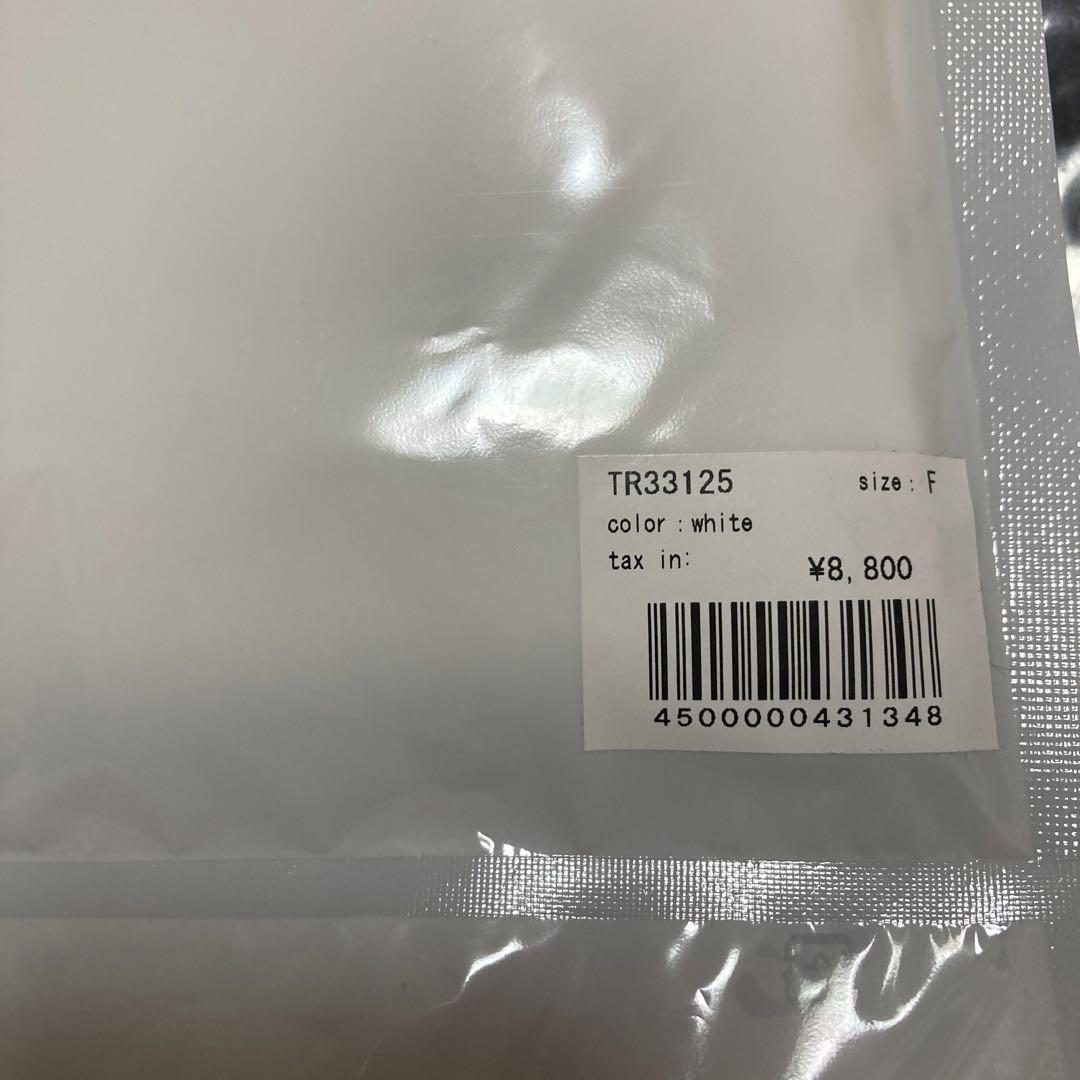 TR33125 size: F
color : white
tax in:
¥8, 800
4500000431348